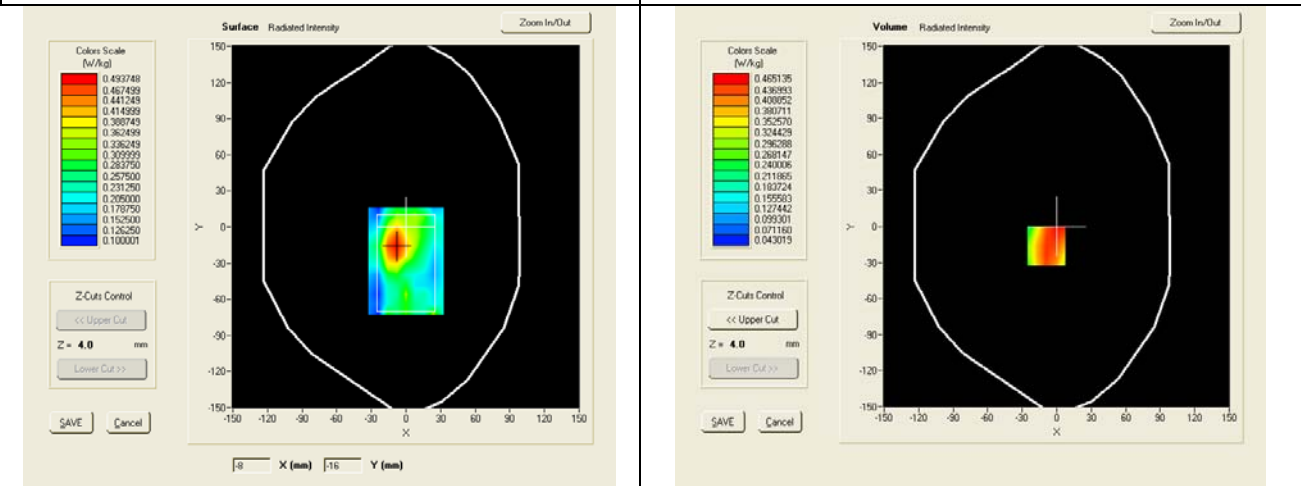 Surface Radiated Intensity
Zoom In/Out
Colors Scale
(W/kg)
0.493748
0.467499
0.441249
0.414999
0.388749
0.362499
0.336249
0.309999
0.283750
0.257500
0.231250
0.205000
0.178750
0.152500
0.126250
0.100001
Z-Cuts Control
<< Upper Cut
Z = 4.0 mm
Lower Cut >>
SAVE Cancel
Y
150
120
90
60
30
0
-30
-60
-90
-120
-150
-150 -120 -90 -60 -30 0 30 60 90 120 150
X
-8 X (mm) -16 Y (mm)
Volume Radiated Intensity
Zoom In/Out
Colors Scale
(W/kg)
0.465135
0.436993
0.408852
0.380711
0.352570
0.324429
0.296288
0.268147
0.240006
0.211865
0.183724
0.155583
0.127442
0.099301
0.071160
0.043019
Z-Cuts Control
<< Upper Cut
Z = 4.0 mm
Lower Cut >>
SAVE Cancel
Y
150
120
90
60
30
0
-30
-60
-90
-120
-150
-150 -120 -90 -60 -30 0 30 60 90 120 150
X